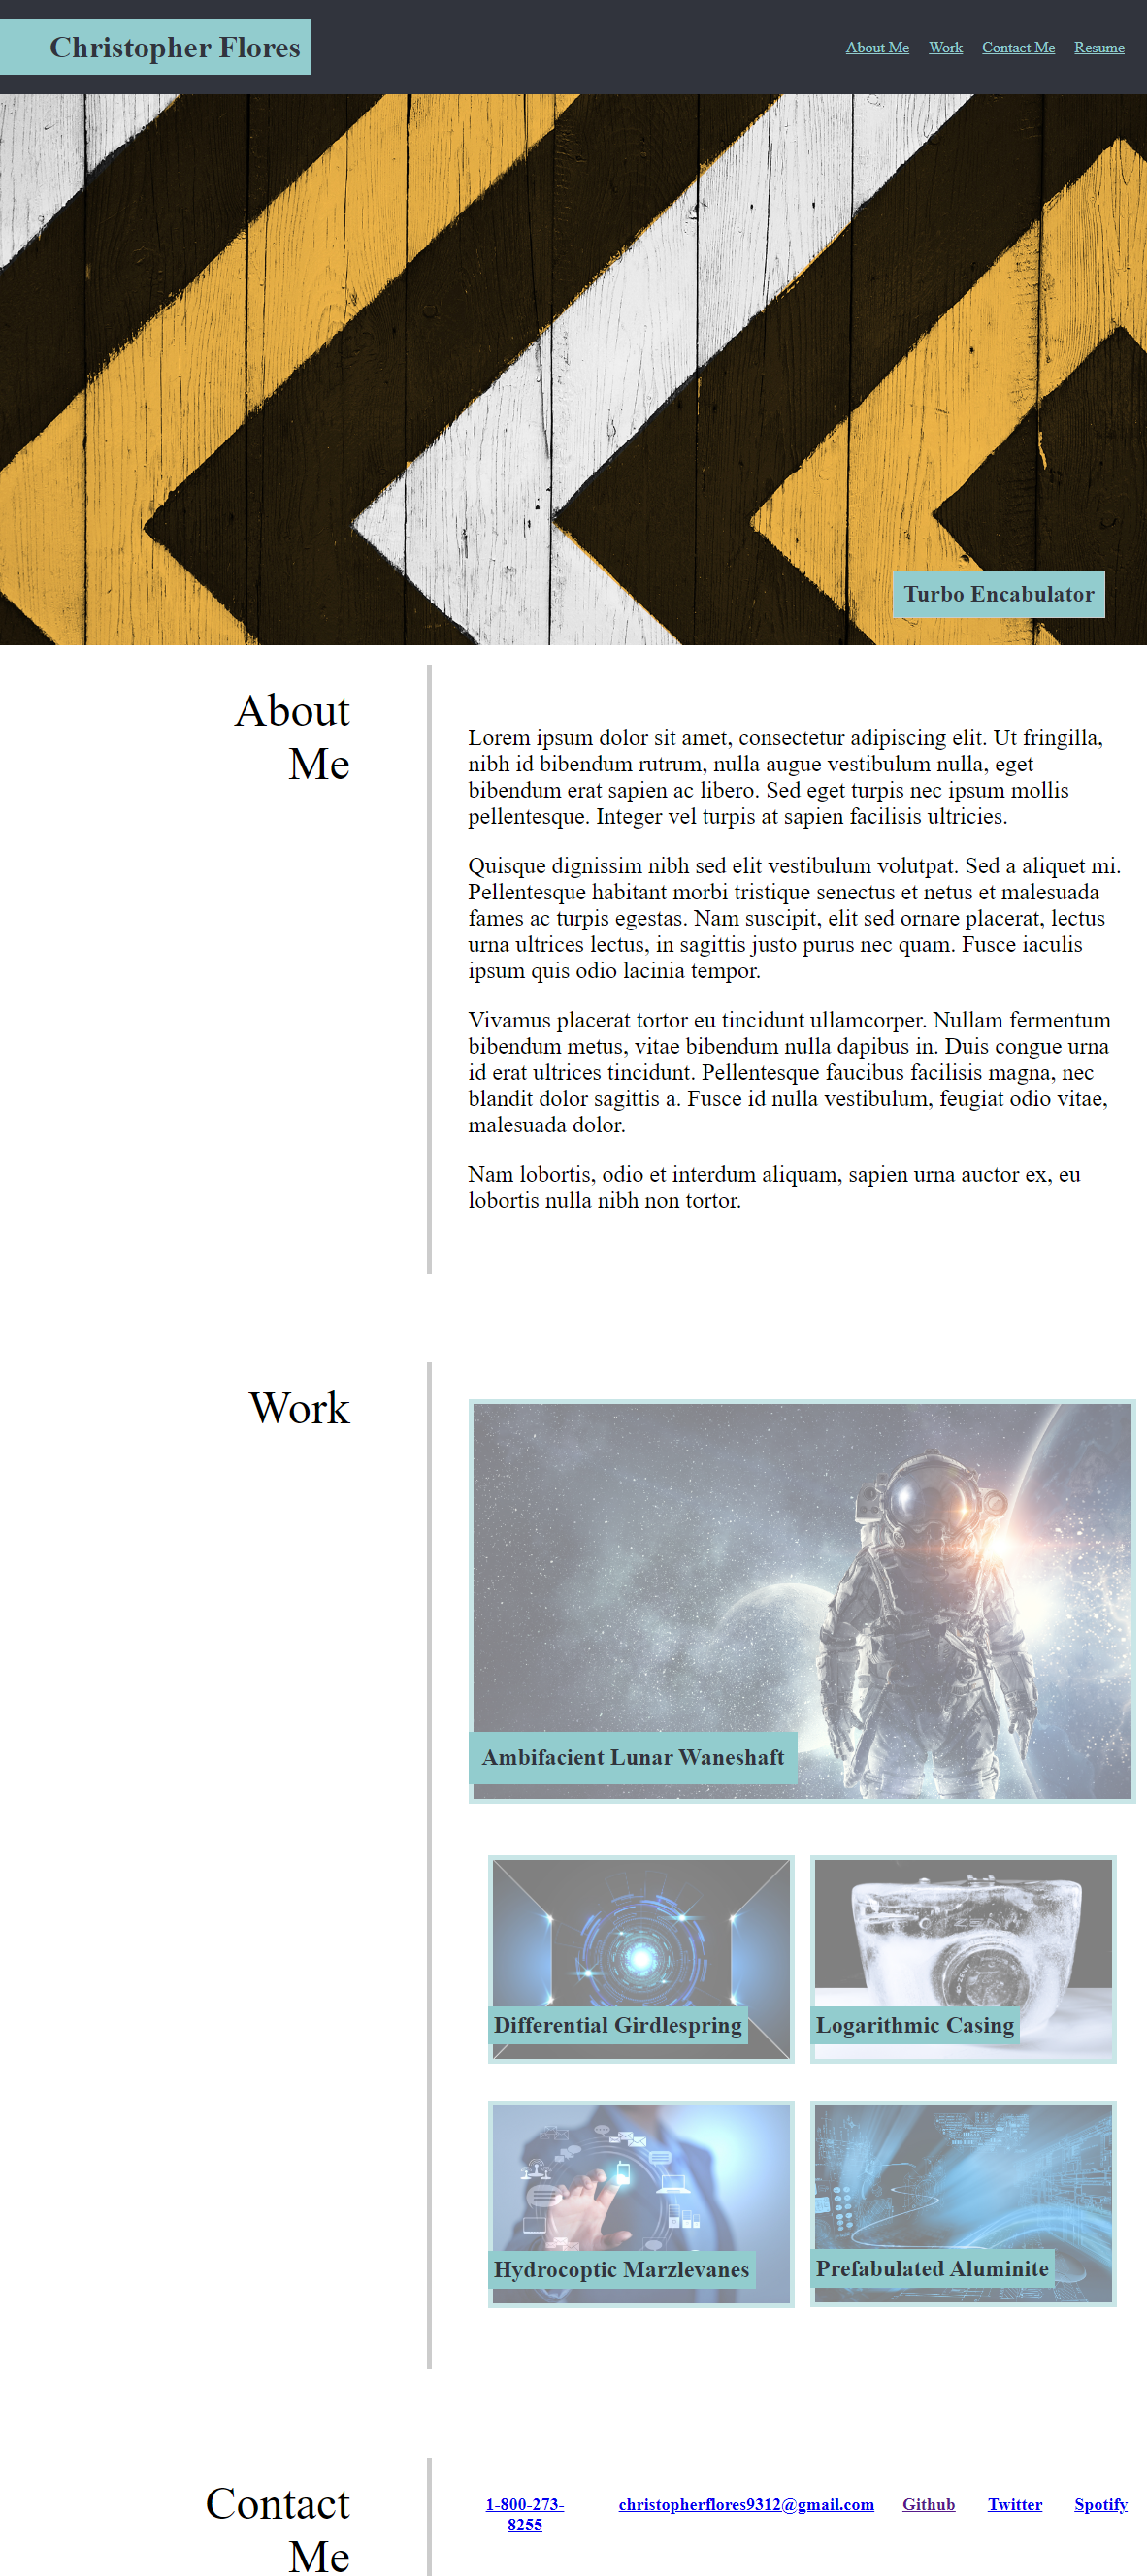 Christopher Flores
About Me Work Contact Me Resume
Turbo Encabulator
About
Me
Lorem ipsum dolor sit amet, consectetur adipiscing elit. Ut fringilla,
nibh id bibendum rutrum, nulla augue vestibulum nulla, eget
bibendum erat sapien ac libero. Sed eget turpis nec ipsum mollis
pellentesque. Integer vel turpis at sapien facilisis ultricies.
Quisque dignissim nibh sed elit vestibulum volutpat. Sed a aliquet mi.
Pellentesque habitant morbi tristique senectus et netus et malesuada
fames ac turpis egestas. Nam suscipit, elit sed ornare placerat, lectus
urna ultrices lectus, in sagittis justo purus nec quam. Fusce iaculis
ipsum quis odio lacinia tempor.
Vivamus placerat tortor eu tincidunt ullamcorper. Nullam fermentum
bibendum metus, vitae bibendum nulla dapibus in. Duis congue urna
id erat ultrices tincidunt. Pellentesque faucibus facilisis magna, nec
blandit dolor sagittis a. Fusce id nulla vestibulum, feugiat odio vitae,
malesuada dolor.
Nam lobortis, odio et interdum aliquam, sapien urna auctor ex, eu
lobortis nulla nibh non tortor.
Work
Ambifacient Lunar Waneshaft
Differential Girdlespring
Logarithmic Casing
Hydrocoptic Marzlevanes
Prefabulated Aluminite
Contact
Me
1-800-273-
8255
christopherflores9312@gmail.com
Github
Twitter
Spotify